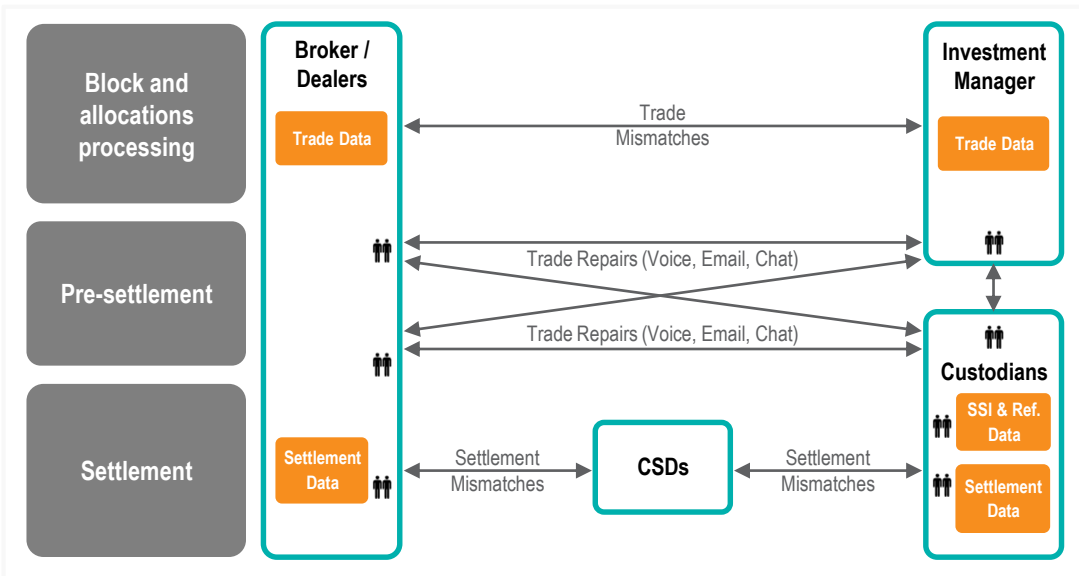 Block and
allocations
processing
Pre-settlement
Settlement
Broker /
Dealers
Trade Data
Settlement
Data
Trade
Mismatches
Trade Repairs (Voice, Email, Chat)
Trade Repairs (Voice, Email, Chat)
Settlement
Mismatches
CSDs
Settlement
Mismatches
Investment
Manager
Trade Data
Custodians
SSI & Ref.
Data
Settlement
Data